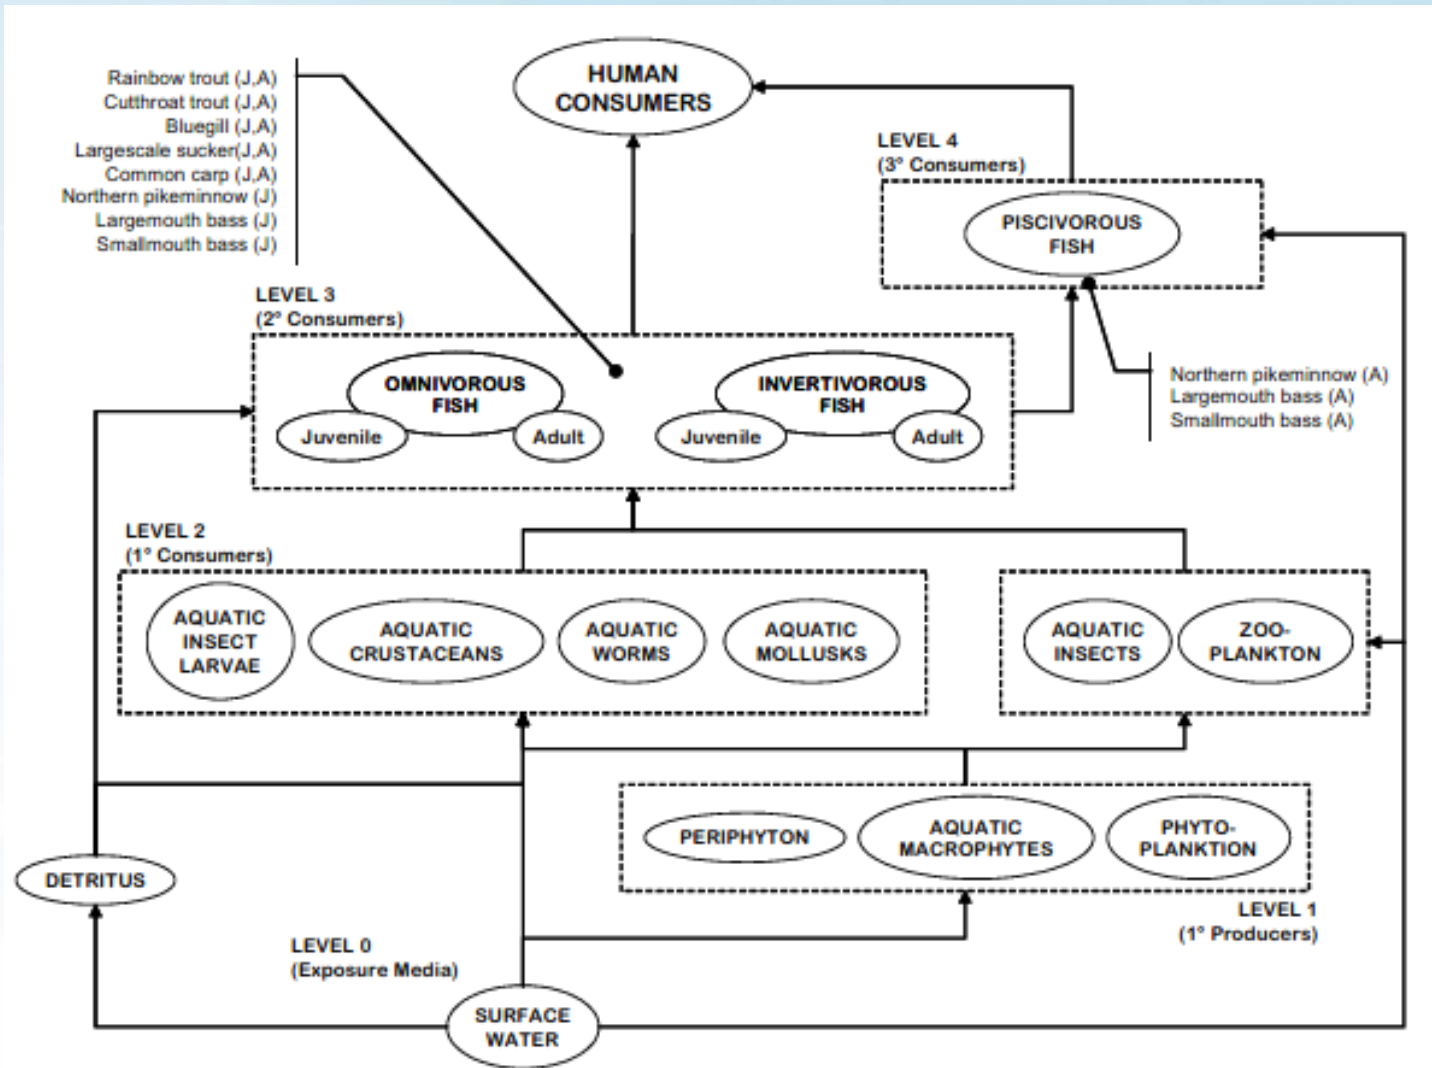 Rainbow trout (J,A)
Cutthroat trout (J,A)
Bluegill (J,A)
Largescale sucker(J,A)
Common carp (J,A)
Northern pikeminnow (J)
Largemouth bass (J)
Smallmouth bass (J)
HUMAN
CONSUMERS
LEVEL 4
(3° Consumers)
PISCIVOROUS
FISH
Northern pikeminnow (A)
Largemouth bass (A)
Smallmouth bass (A)
LEVEL 3
(2° Consumers)
OMNIVOROUS
FISH
Juvenile
Adult
INVERTIVOROUS
FISH
Juvenile
Adult
LEVEL 2
(1° Consumers)
AQUATIC
INSECT
LARVAE
AQUATIC
CRUSTACEANS
AQUATIC
WORMS
AQUATIC
MOLLUSKS
AQUATIC
INSECTS
ZOO-
PLANKTON
PERIPHYTON
AQUATIC
MACROPHYTES
PHYTO-
PLANKTION
LEVEL 1
(1° Producers)
DETRITUS
LEVEL 0
(Exposure Media)
SURFACE
WATER